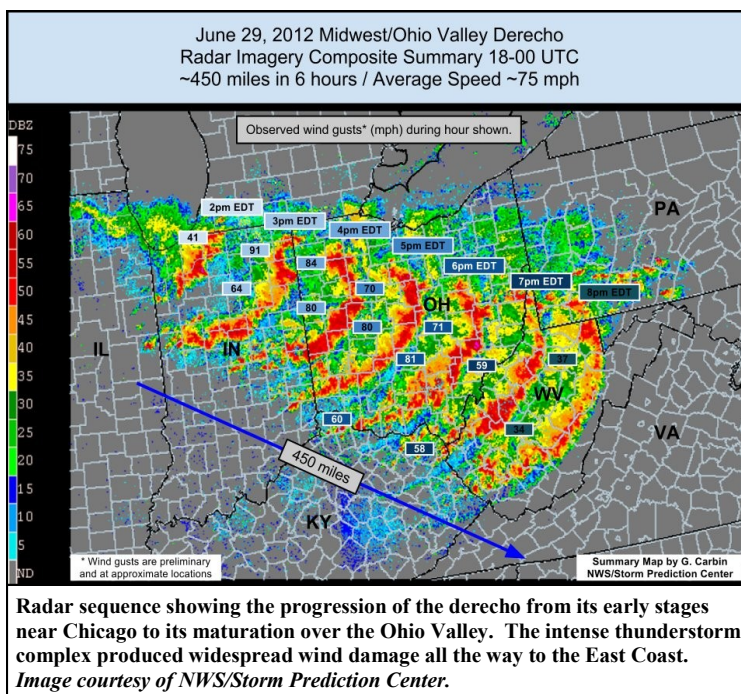 June 29, 2012 Midwest/Ohio Valley Derecho
Radar Imagery Composite Summary 18-00 UTC
~450 miles in 6 hours / Average Speed ~75 mph
DBZ
75
70
65
60
55
50
45
40
35
30
25
20
15
10
5
ND
Observed wind gusts* (mph) during hour shown.
2pm EDT
3pm EDT
4pm EDT
5pm EDT
6pm EDT
7pm EDT
8pm EDT
41
91
64
84
80
70
80
71
81
59
60
58
37
34
PA
OH
IL
IN
WV
VA
KY
450 miles
* Wind gusts are preliminary
and at approximate locations
Summary Map by G. Carbin
NWS/Storm Prediction Center
Radar sequence showing the progression of the derecho from its early stages
near Chicago to its maturation over the Ohio Valley.  The intense thunderstorm
complex produced widespread wind damage all the way to the East Coast.
Image courtesy of NWS/Storm Prediction Center.